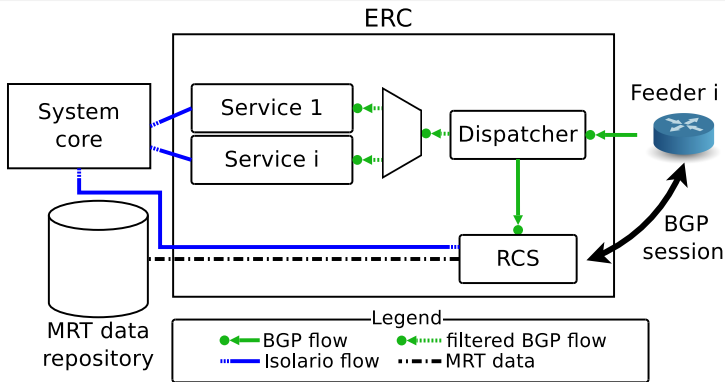 ERC
System
core
Service 1
Service i
Dispatcher
Feeder i
BGP
session
RCS
MRT data
repository
Legend
BGP flow
filtered BGP flow
Isolario flow
MRT data